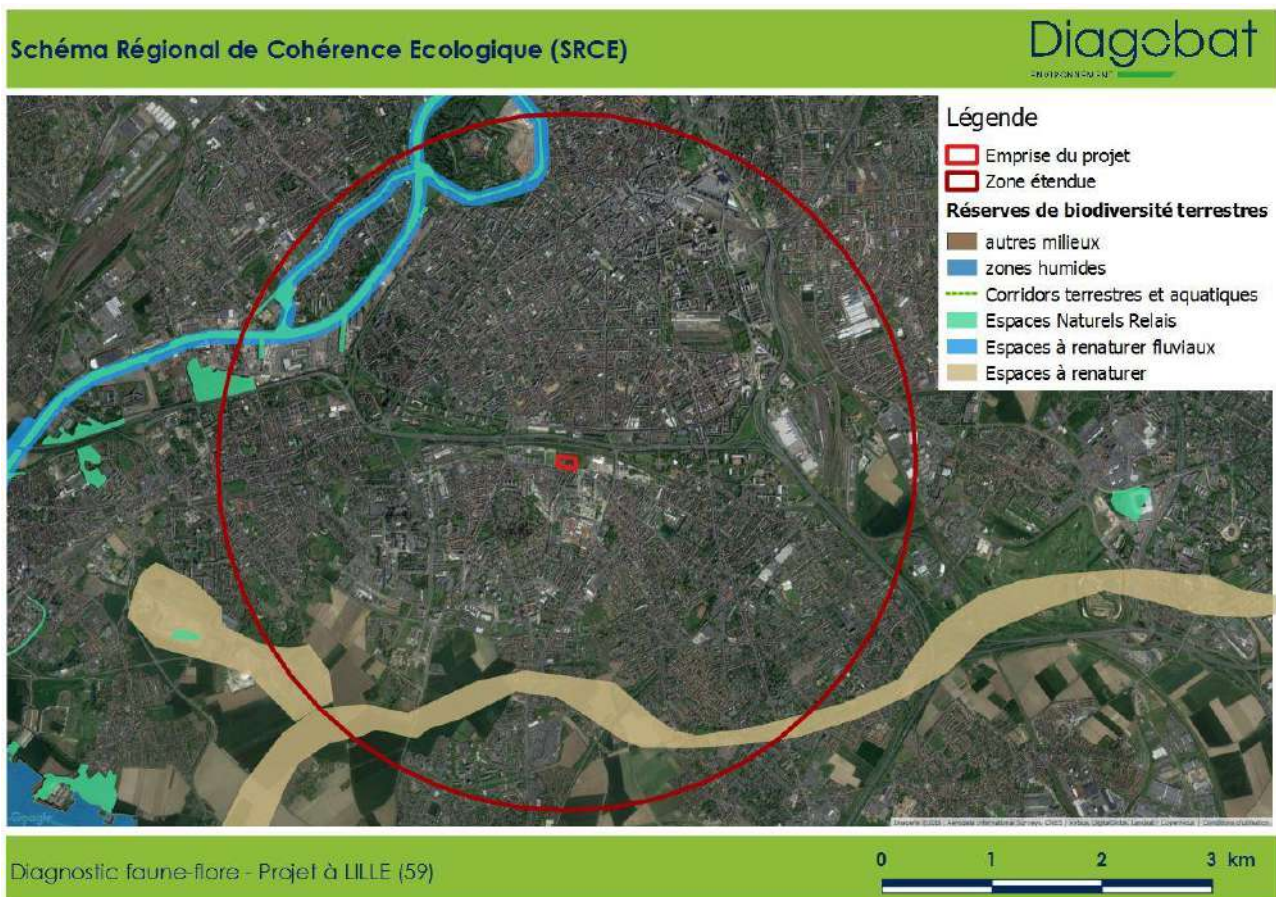 Schéma Régional de Cohérence Ecologique (SRCE)
Diagobat
ENVIRONNEMENT
Légende
Emprise du projet
Zone étendue
Réserves de biodiversité terrestres
autres milieux
zones humides
Corridors terrestres et aquatiques
Espaces Naturels Relais
Espaces à renaturer fluviaux
Espaces à renaturer
Google
Diagnostic faune-flore - Projet à LILLE (59)
0 1 2 3 km